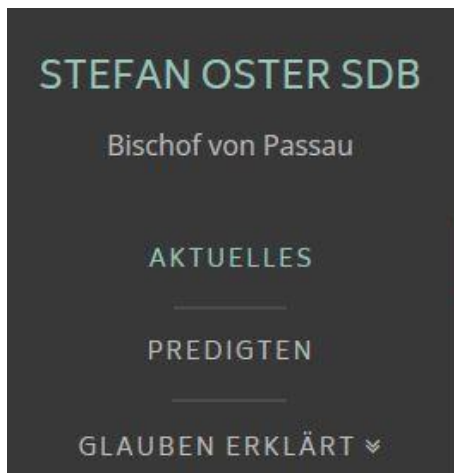 STEFAN OSTER SDB
Bischof von Passau
AKTUELLES
PREDIGTEN
GLAUBEN ERKLÄRT